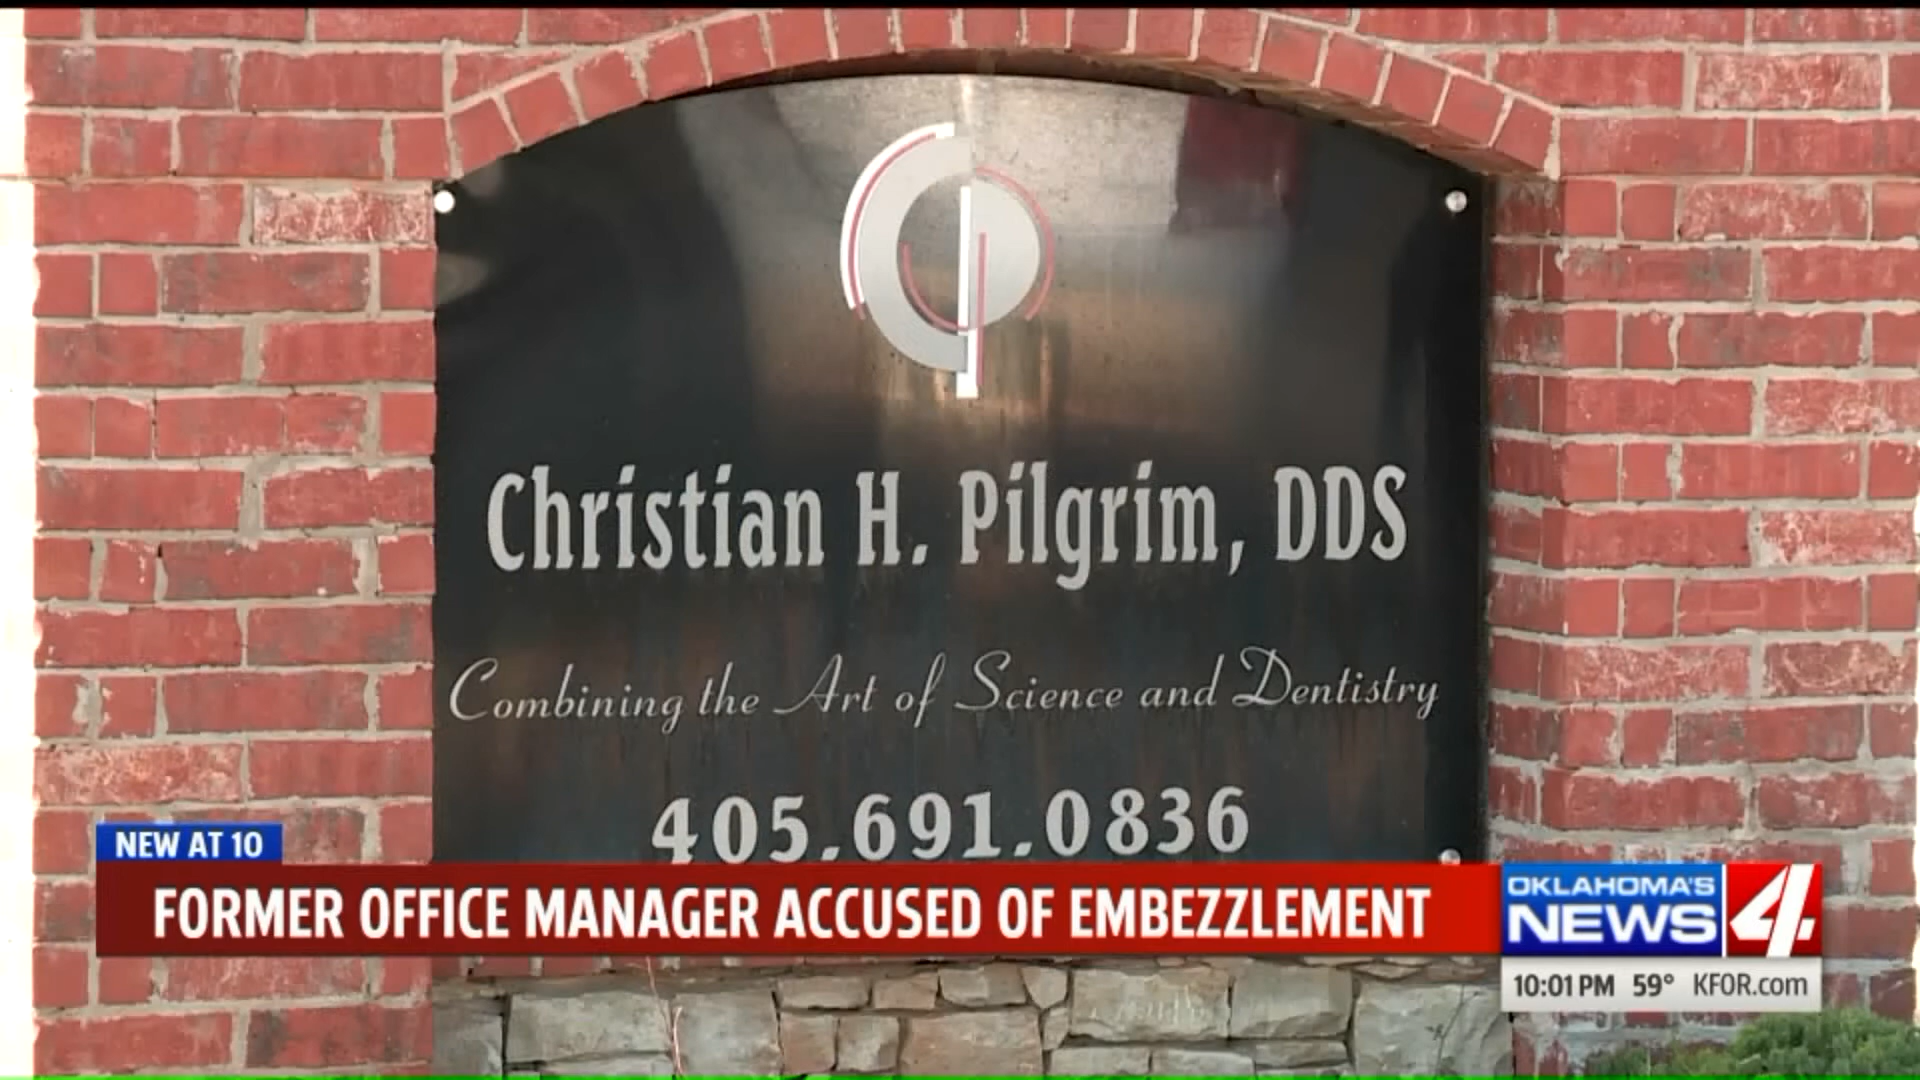 Christian H. Pilgrim, DDS
Combining the Art of Science and Dentistry
405.691.0836
NEW AT 10
FORMER OFFICE MANAGER ACCUSED OF EMBEZZLEMENT
OKLAHOMA'S
NEWS 4
10:01 PM 59° KFOR.com